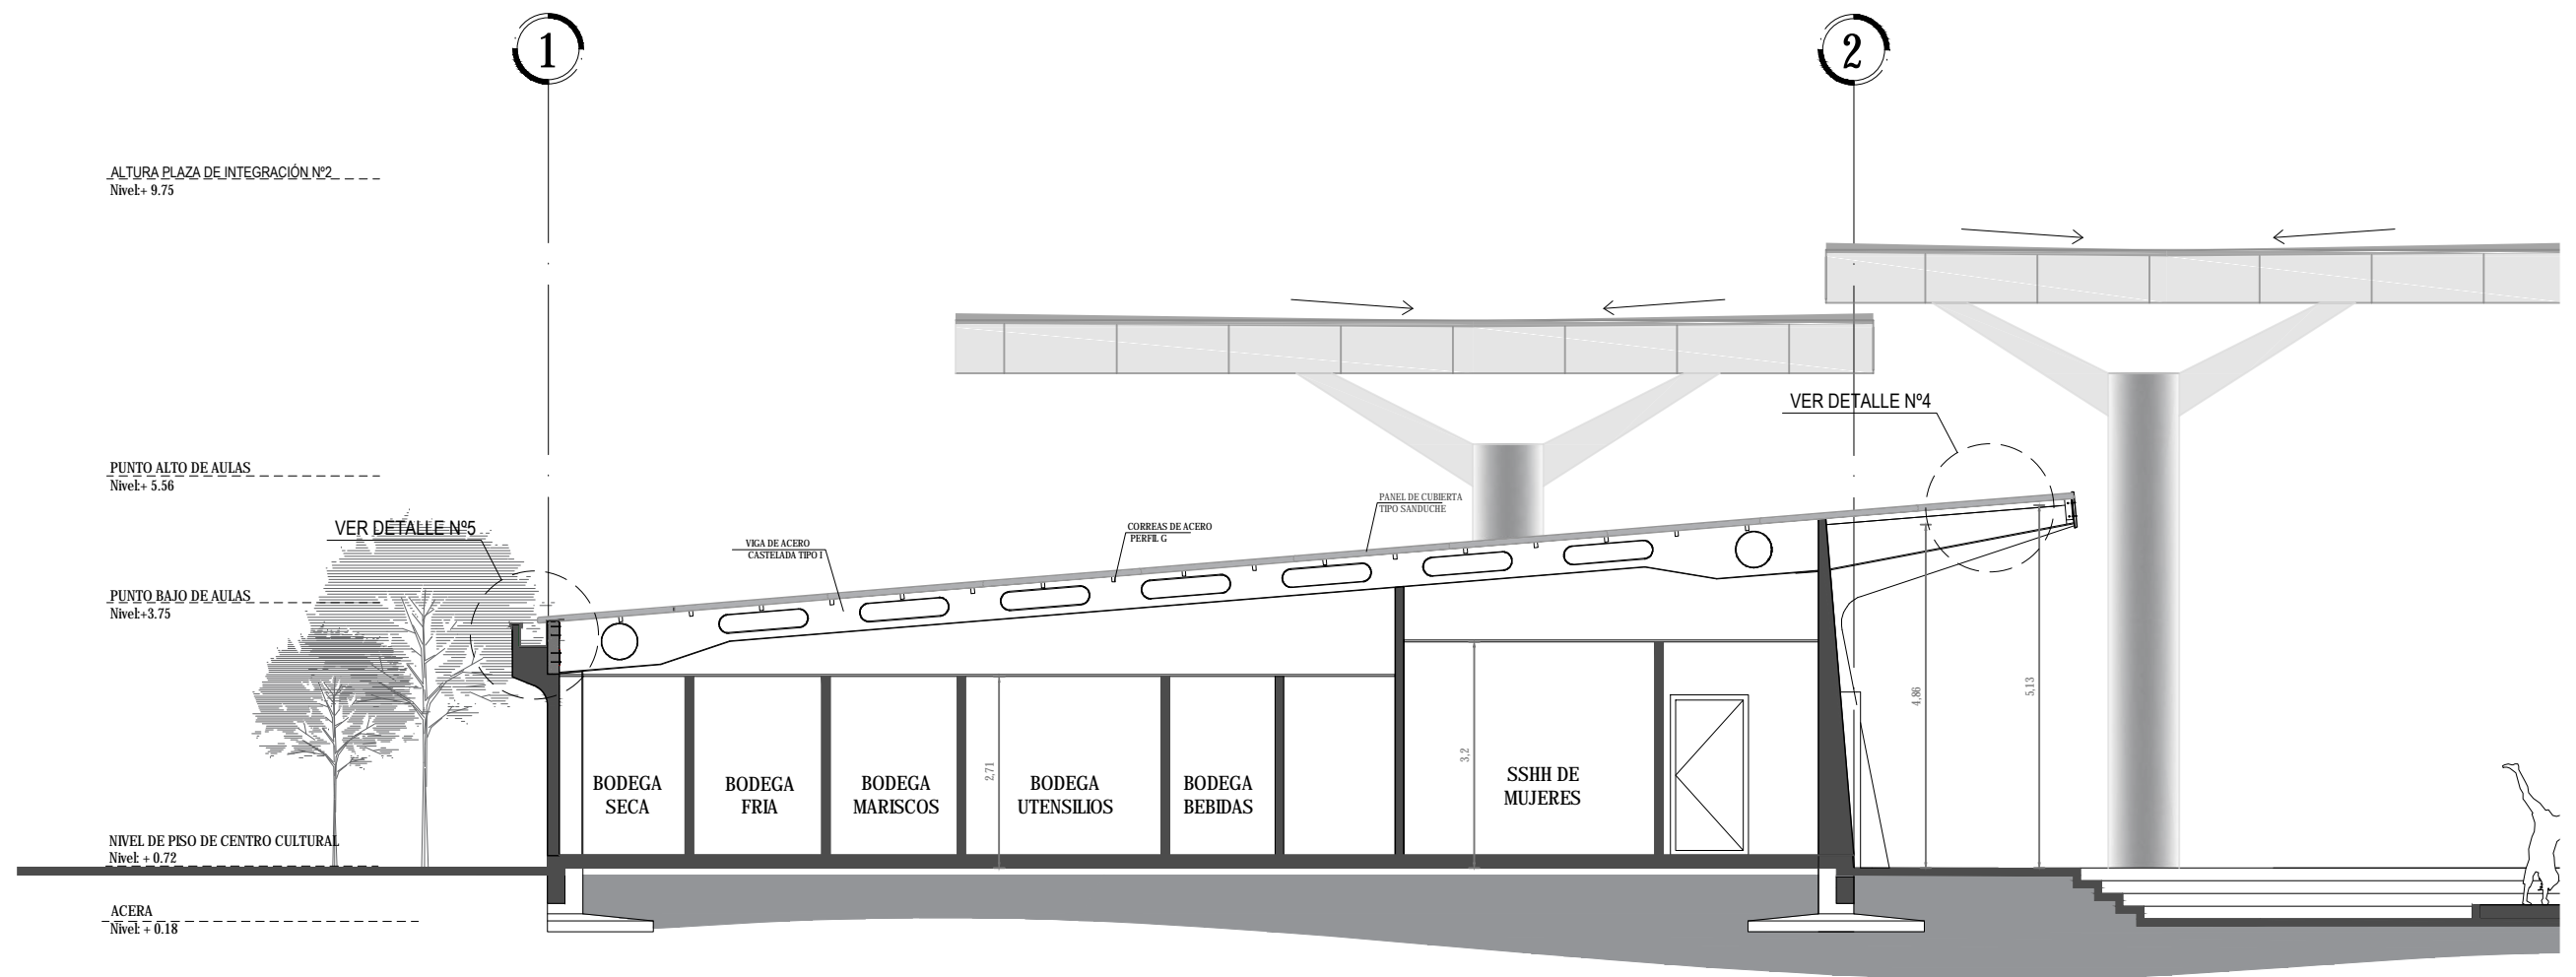 1
2
ALTURA PLAZA DE INTEGRACIÓN Nº2
Nivel:+ 9.75
VER DETALLE Nº4
PUNTO ALTO DE AULAS
Nivel:+ 5.56
PANEL DE CUBIERTA
TIPO SANDUCHE
VER DETALLE Nº5
CORREAS DE ACERO
PERFIL G
VIGA DE ACERO
CASTELADA TIPO I
PUNTO BAJO DE AULAS
Nivel:+3.75
4,86
5,13
3,2
2,71
BODEGA
SECA
BODEGA
FRIA
BODEGA
MARISCOS
BODEGA
UTENSILIOS
BODEGA
BEBIDAS
SSHH DE
MUJERES
NIVEL DE PISO DE CENTRO CULTURAL
Nivel: + 0.72
ACERA
Nivel: + 0.18